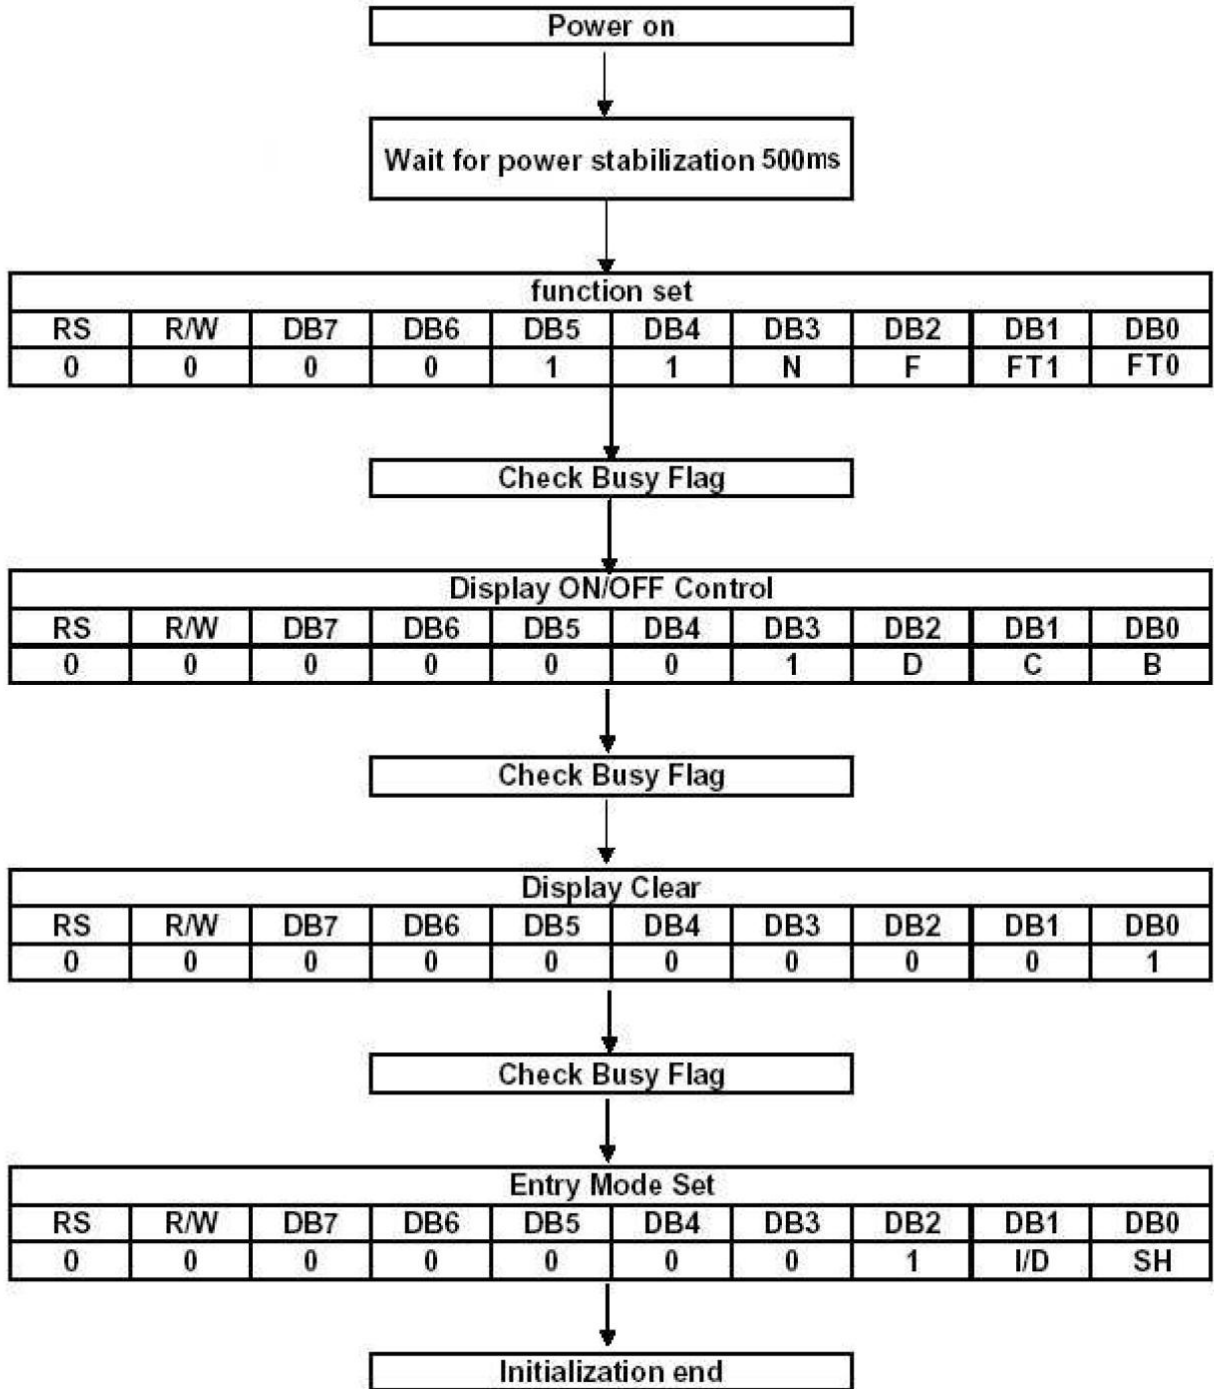 Power on
Wait for power stabilization 500ms
function set
RS R/W DB7 DB6 DB5 DB4 DB3 DB2 DB1 DB0
0 0 0 0 1 1 N F FT1 FT0
Check Busy Flag
Display ON/OFF Control
RS R/W DB7 DB6 DB5 DB4 DB3 DB2 DB1 DB0
0 0 0 0 0 0 1 D C B
Check Busy Flag
Display Clear
RS R/W DB7 DB6 DB5 DB4 DB3 DB2 DB1 DB0
0 0 0 0 0 0 0 0 0 1
Check Busy Flag
Entry Mode Set
RS R/W DB7 DB6 DB5 DB4 DB3 DB2 DB1 DB0
0 0 0 0 0 0 0 1 I/D SH
Initialization end